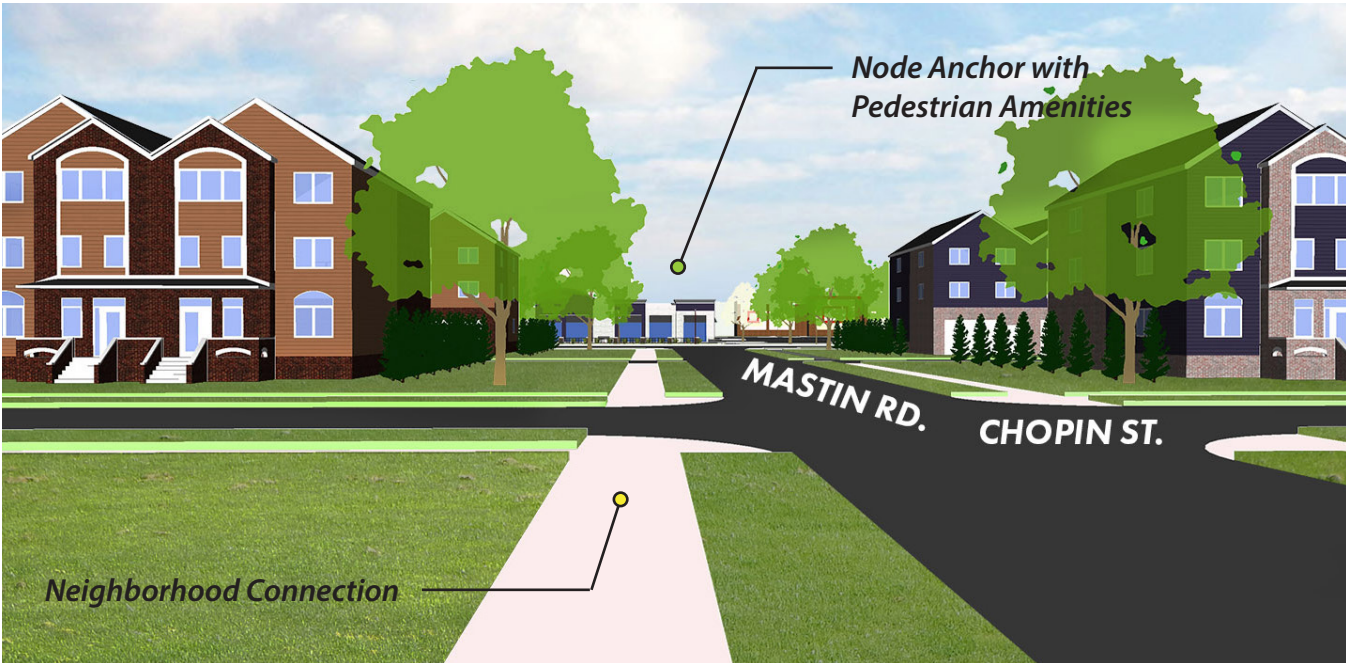 Node Anchor with
Pedestrian Amenities
MASTIN RD.
CHOPIN ST.
Neighborhood Connection